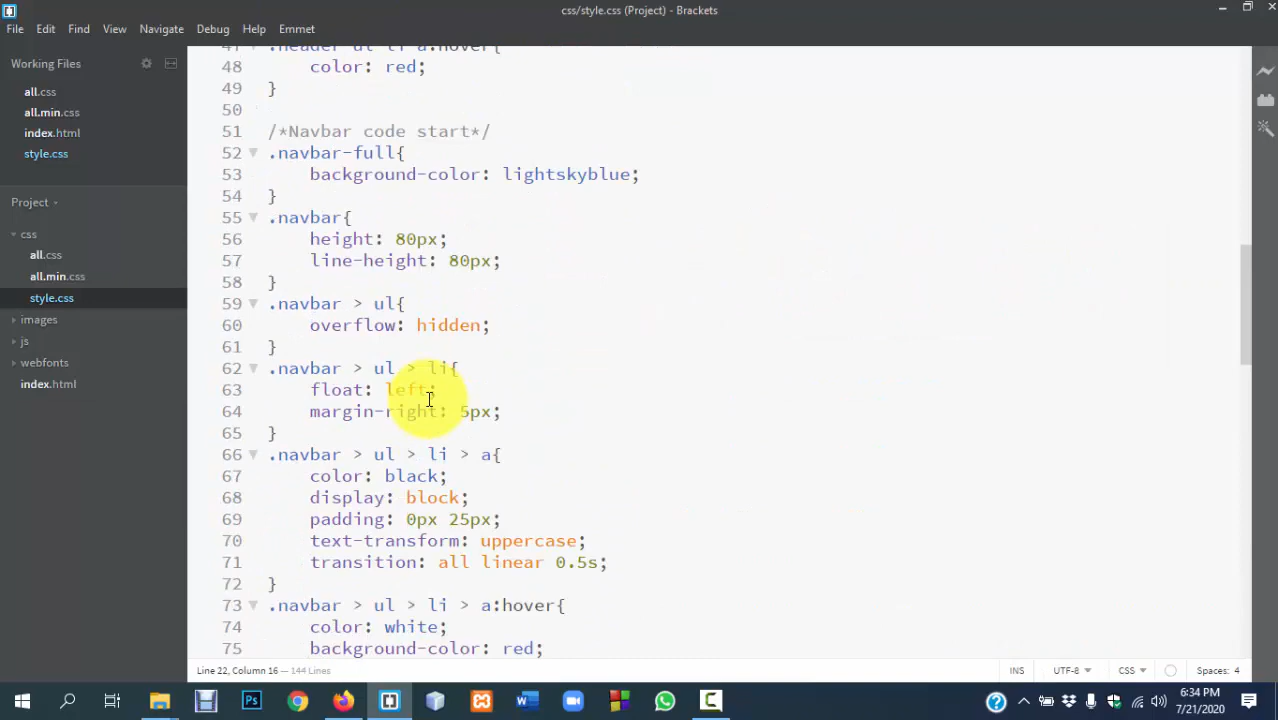 css/style.css (Project) - Brackets
File Edit Find View Navigate Debug Help Emmet
Working Files
all.css
all.min.css
index.html
style.css
Project
css
all.css
all.min.css
style.css
images
js
webfonts
index.html
47 .header ul li a:hover{
48 color: red;
49 }
50
51 /*Navbar code start*/
52 .navbar-full{
53 background-color: lightskyblue;
54 }
55 .navbar{
56 height: 80px;
57 line-height: 80px;
58 }
59 .navbar > ul{
60 overflow: hidden;
61 }
62 .navbar > ul > li{
63 float: left;
64 margin-right: 5px;
65 }
66 .navbar > ul > li > a{
67 color: black;
68 display: block;
69 padding: 0px 25px;
70 text-transform: uppercase;
71 transition: all linear 0.5s;
72 }
73 .navbar > ul > li > a:hover{
74 color: white;
75 background-color: red;
Line 22, Column 16 — 144 Lines
INS UTF-8 CSS Spaces: 4
Ps
6:34 PM
7/21/2020